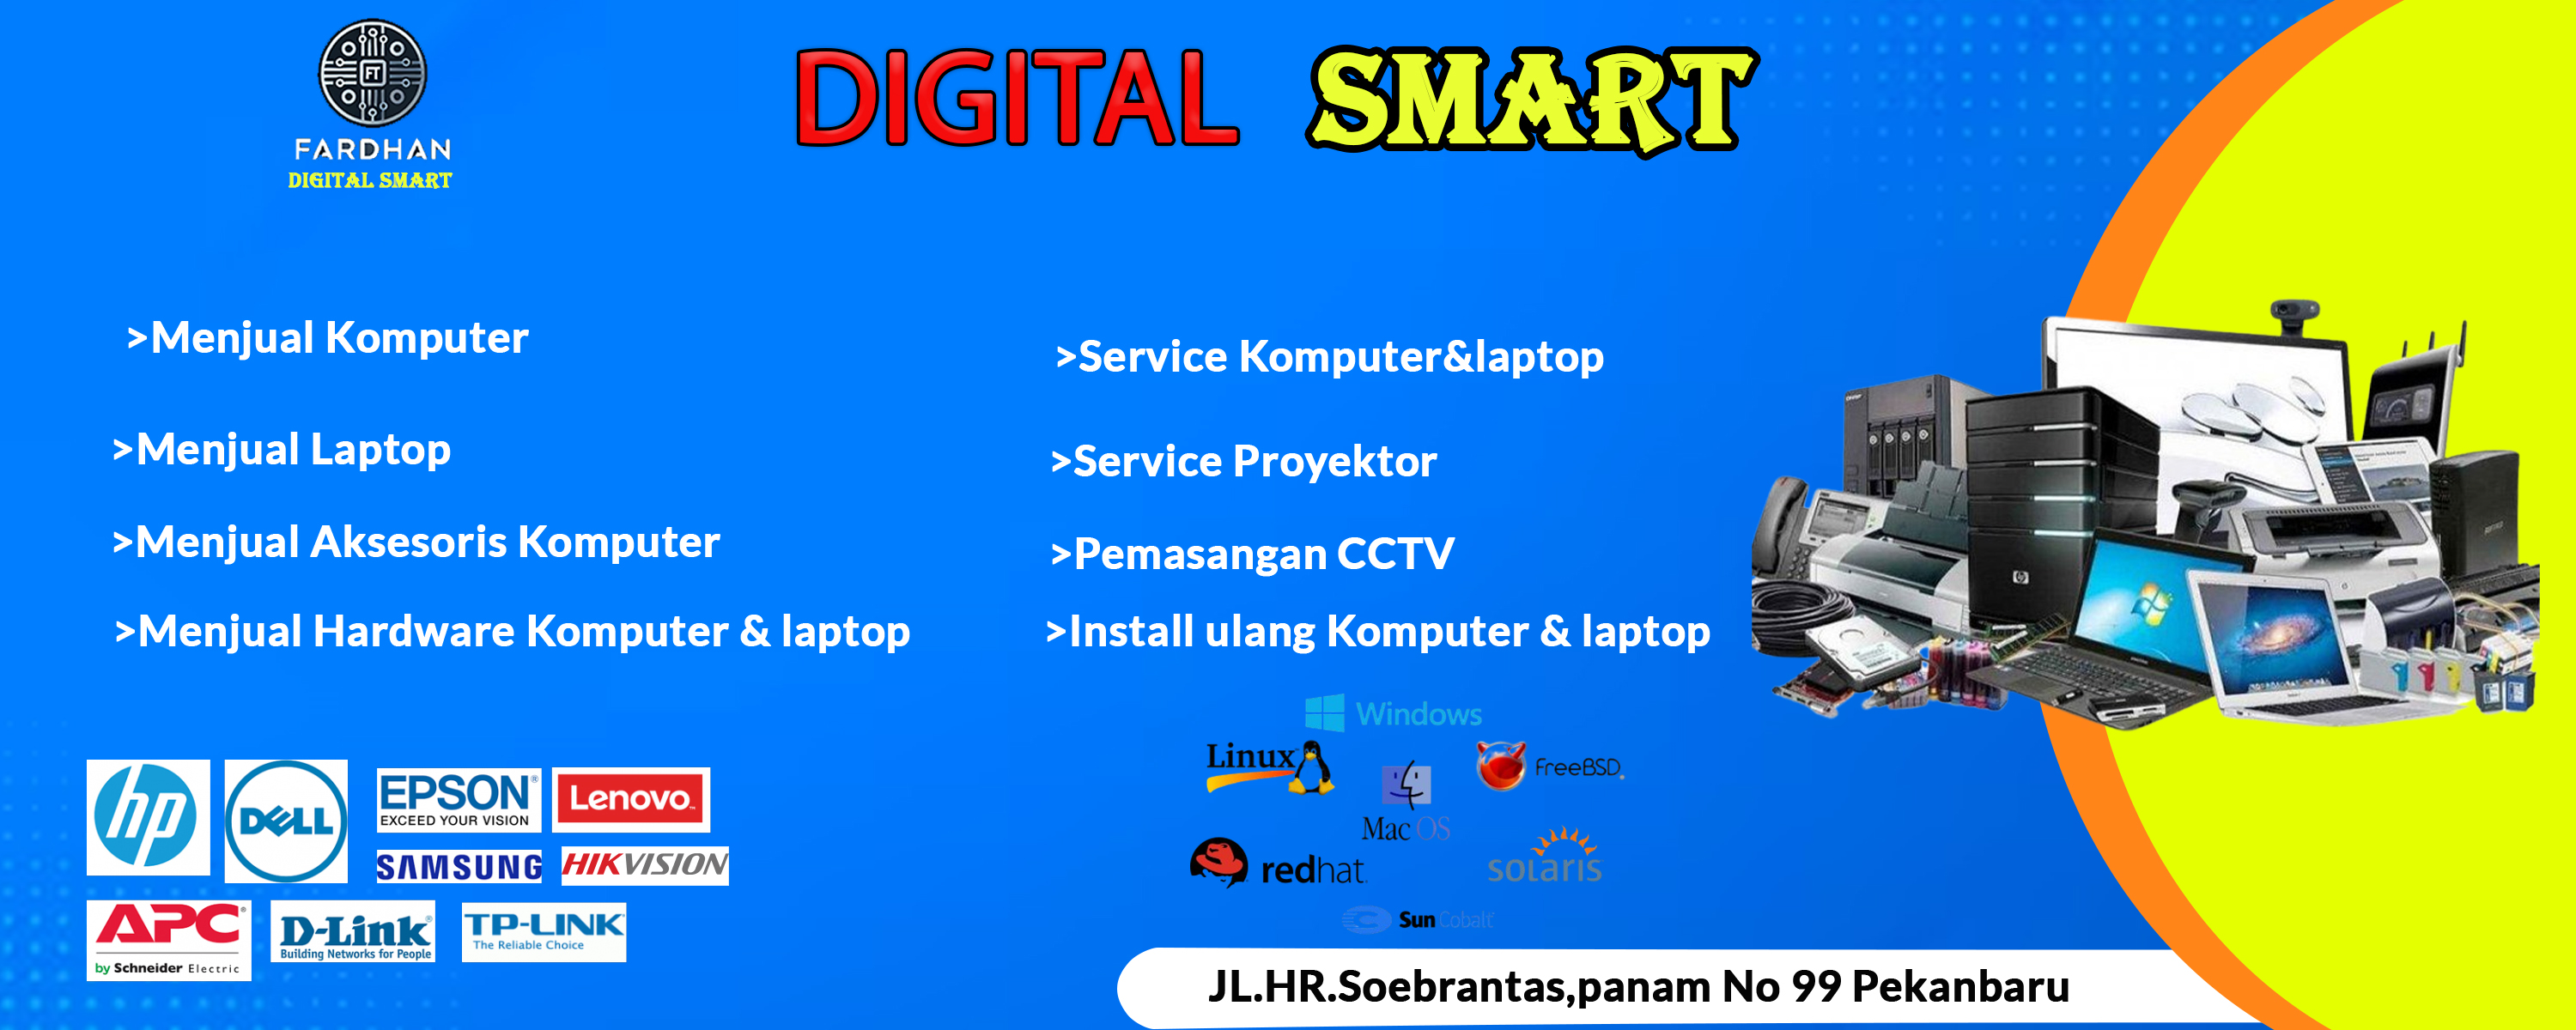 FT
FARDHAN
DIGITAL SMART
DIGITAL SMART
>Menjual Komputer
>Menjual Laptop
>Menjual Aksesoris Komputer
>Menjual Hardware Komputer & laptop
>Service Komputer&laptop
>Service Proyektor
>Pemasangan CCTV
>Install ulang Komputer & laptop
hp
DELL
EPSON®
EXCEED YOUR VISION
Lenovo™
SAMSUNG
HIKVISION
APC®
by Schneider Electric
D-Link®
Building Networks for People
TP-LINK®
The Reliable Choice
Windows
Linux
FreeBSD
Mac OS
redhat
solaris
Sun Cobalt
JL.HR.Soebrantas,panam No 99 Pekanbaru